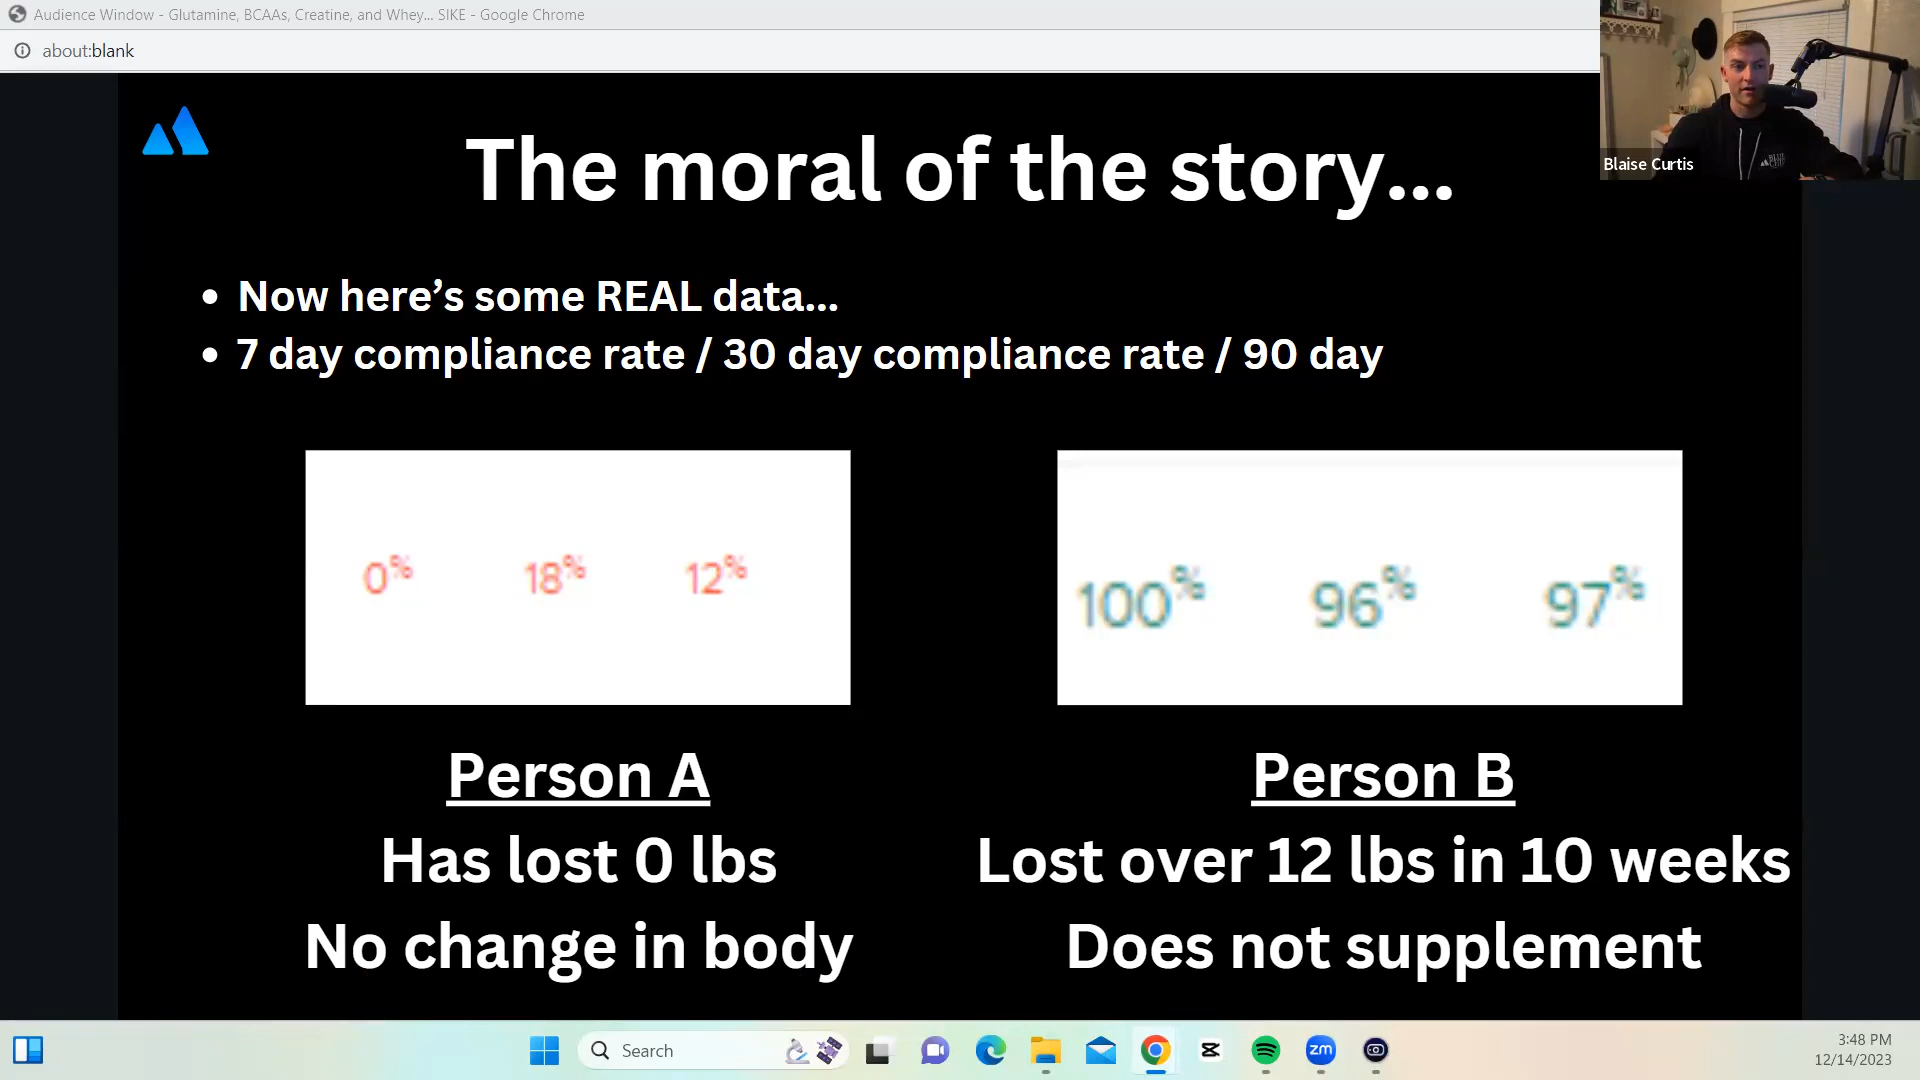 Audience Window - Glutamine, BCAAs, Creatine, and Whey... SIKE - Google Chrome
about:blank
Blaise Curtis
The moral of the story...
• Now here’s some REAL data...
• 7 day compliance rate / 30 day compliance rate / 90 day
0% 18% 12%
100% 96% 97%
Person A
Has lost 0 lbs
No change in body
Person B
Lost over 12 lbs in 10 weeks
Does not supplement
Search
zm
3:48 PM
12/14/2023